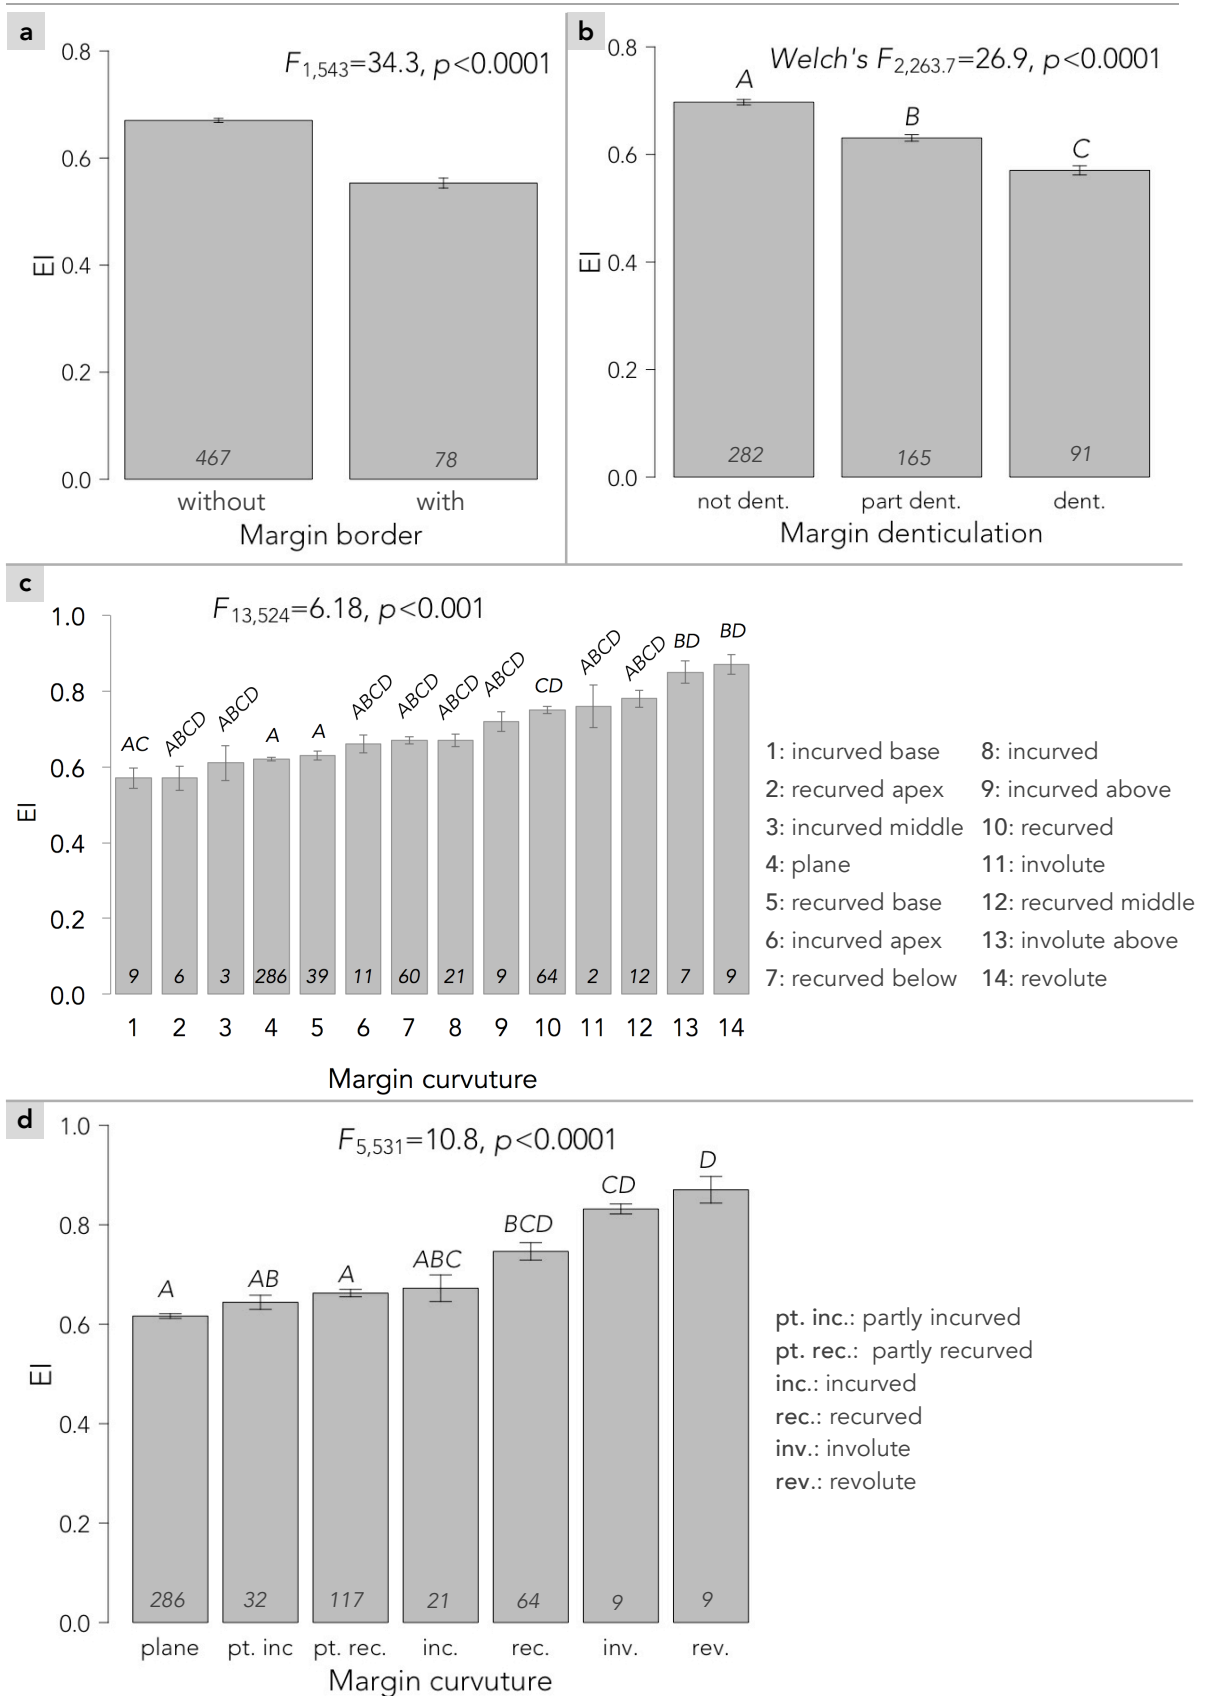 a
F1,543=34.3, p<0.0001
0.8
0.6
0.4
0.2
0.0
EI
467
78
without
with
Margin border
b
Welch's F2,263.7=26.9, p<0.0001
0.8
0.6
0.4
0.2
0.0
EI
A
B
C
282
165
91
not dent.
part dent.
dent.
Margin denticulation
c
F13,524=6.18, p<0.001
1.0
0.8
0.6
0.4
0.2
0.0
EI
AC
ABCD
ABCD
A
A
ABCD
ABCD
ABCD
ABCD
CD
ABCD
ABCD
BD
BD
9 6 3 286 39 11 60 21 9 64 2 12 7 9
1 2 3 4 5 6 7 8 9 10 11 12 13 14
Margin curvuture
1: incurved base
2: recurved apex
3: incurved middle
4: plane
5: recurved base
6: incurved apex
7: recurved below
8: incurved
9: incurved above
10: recurved
11: involute
12: recurved middle
13: involute above
14: revolute
d
F5,531=10.8, p<0.0001
1.0
0.8
0.6
0.4
0.2
0.0
EI
A
AB
A
ABC
BCD
CD
D
286 32 117 21 64 9 9
plane pt. inc pt. rec. inc. rec. inv. rev.
Margin curvuture
pt. inc.: partly incurved
pt. rec.: partly recurved
inc.: incurved
rec.: recurved
inv.: involute
rev.: revolute